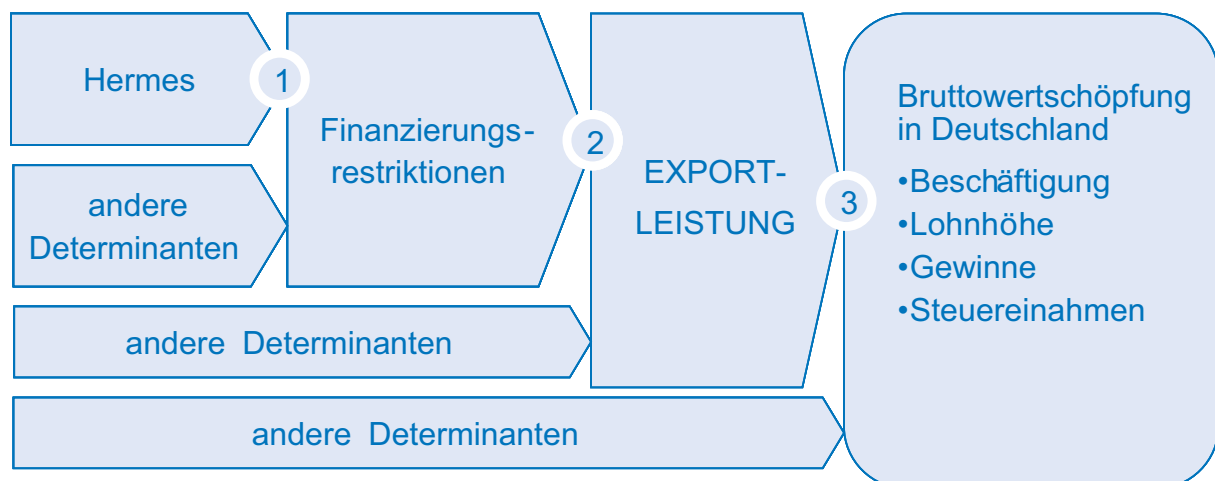 Hermes
1
andere
Determinanten
Finanzierungs-
restriktionen
2
EXPORT-
LEISTUNG
3
Bruttowertschöpfung
in Deutschland
•Beschäftigung
•Lohnhöhe
•Gewinne
•Steuereinahmen
andere Determinanten
andere Determinanten